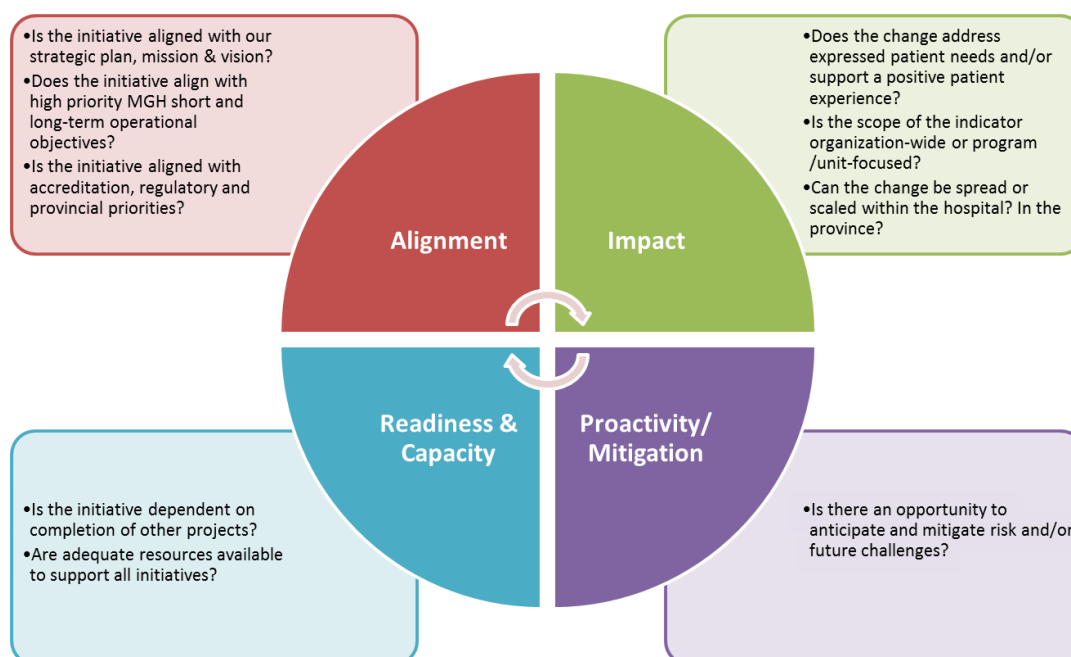 •Is the initiative aligned with our
strategic plan, mission & vision?
•Does the initiative align with
high priority MGH short and
long-term operational
objectives?
•Is the initiative aligned with
accreditation, regulatory and
provincial priorities?
•Does the change address
expressed patient needs and/or
support a positive patient
experience?
•Is the scope of the indicator
organization-wide or program
/unit-focused?
•Can the change be spread or
scaled within the hospital? In the
province?
Alignment
Impact
Readiness &
Capacity
Proactivity/
Mitigation
•Is the initiative dependent on
completion of other projects?
•Are adequate resources available
to support all initiatives?
•Is there an opportunity to
anticipate and mitigate risk and/or
future challenges?